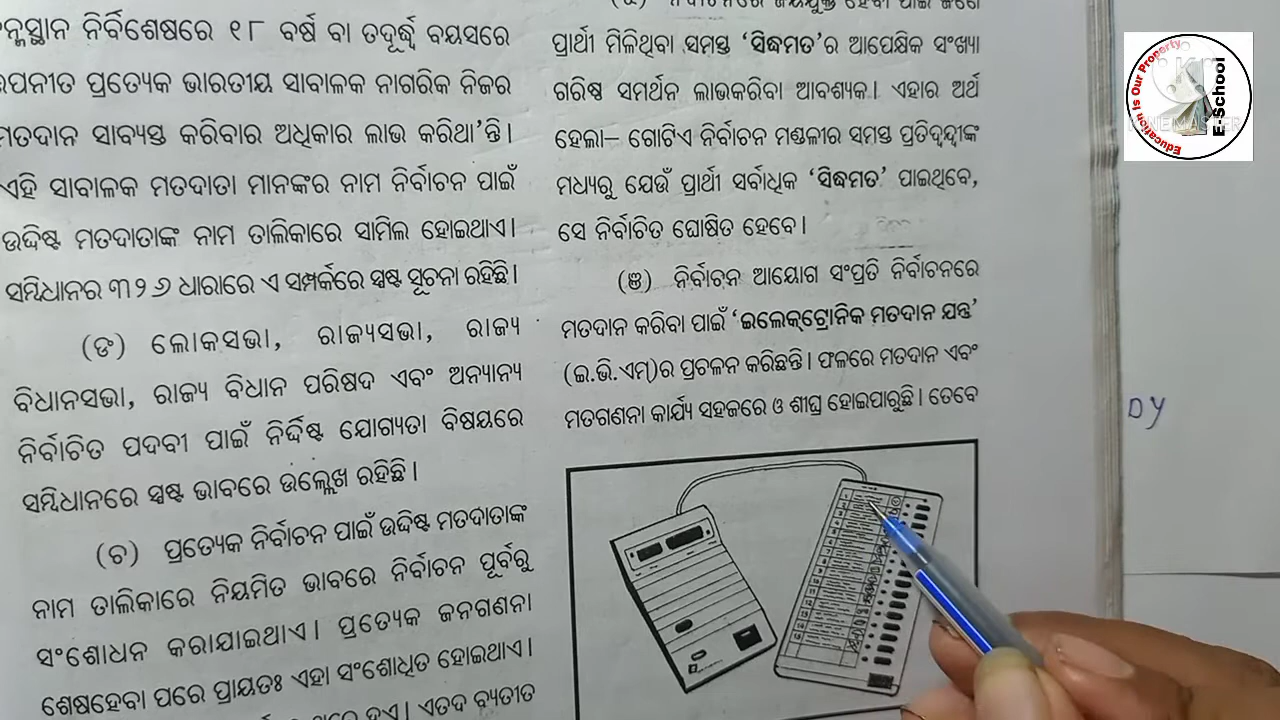 ନିର୍ବିଶେଷରେ ୧୮ ବର୍ଷ ବା ତଦୂର୍ଦ୍ଧ୍ୱ ବୟସରେ
ପ୍ରତ୍ୟେକ ଭାରତୀୟ ସାବାଳକ ନାଗରିକ ନିଜର
ମତଦାନ ସାବ୍ୟସ୍ତ କରିବାର ଅଧିକାର ଲାଭ କରିଥା'ନ୍ତି।
ଏହି ସାବାଳକ ମତଦାତା ମାନଙ୍କର ନାମ ନିର୍ବାଚନ ପାଇଁ
ଉଦ୍ଦିଷ୍ଟ ମତଦାତାଙ୍କ ନାମ ତାଲିକାରେ ସାମିଲ ହୋଇଥାଏ।
ସମ୍ବିଧାନର ୩୨୬ ଧାରାରେ ଏ ସମ୍ପର୍କରେ ସ୍ପଷ୍ଟ ସୂଚନା ରହିଛି।
(ଙ) ଲୋକସଭା, ରାଜ୍ୟସଭା, ରାଜ୍ୟ
ବିଧାନସଭା, ରାଜ୍ୟ ବିଧାନ ପରିଷଦ ଏବଂ ଅନ୍ୟାନ୍ୟ
ନିର୍ବାଚିତ ପଦବୀ ପାଇଁ ନିର୍ଦ୍ଦିଷ୍ଟ ଯୋଗ୍ୟତା ବିଷୟରେ
ସମ୍ବିଧାନରେ ସ୍ପଷ୍ଟ ଭାବରେ ଉଲ୍ଲେଖ ରହିଛି।
(ଚ) ପ୍ରତ୍ୟେକ ନିର୍ବାଚନ ପାଇଁ ଉଦ୍ଦିଷ୍ଟ ମତଦାତାଙ୍କ
ନାମ ତାଲିକାରେ ନିୟମିତ ଭାବରେ ନିର୍ବାଚନ ପୂର୍ବରୁ
ସଂଶୋଧନ କରାଯାଇଥାଏ। ପ୍ରତ୍ୟେକ ଜନଗଣନା
ଶେଷହେବା ପରେ ପ୍ରାୟତଃ ଏହା ସଂଶୋଧିତ ହୋଇଥାଏ।
ଏତଦ ବ୍ୟତୀତ
ପ୍ରାର୍ଥୀ ମିଳିଥିବା ସମସ୍ତ 'ସିଦ୍ଧମତ'ର ଆପେକ୍ଷିକ ସଂଖ୍ୟା
ଗରିଷ୍ଠ ସମର୍ଥନ ଲାଭକରିବା ଆବଶ୍ୟକ। ଏହାର ଅର୍ଥ
ହେଲା– ଗୋଟିଏ ନିର୍ବାଚନ ମଣ୍ଡଳୀର ସମସ୍ତ ପ୍ରତିଦ୍ୱନ୍ଦ୍ୱୀଙ୍କ
ମଧ୍ୟରୁ ଯେଉଁ ପ୍ରାର୍ଥୀ ସର୍ବାଧିକ 'ସିଦ୍ଧମତ' ପାଇଥିବେ,
ସେ ନିର୍ବାଚିତ ଘୋଷିତ ହେବେ।
(ଞ) ନିର୍ବାଚନ ଆୟୋଗ ସଂପ୍ରତି ନିର୍ବାଚନରେ
ମତଦାନ କରିବା ପାଇଁ 'ଇଲେକ୍ଟ୍ରୋନିକ ମତଦାନ ଯନ୍ତ୍ର'
(ଇ.ଭି.ଏମ୍)ର ପ୍ରଚଳନ କରିଛନ୍ତି। ଫଳରେ ମତଦାନ ଏବଂ
ମତଗଣନା କାର୍ଯ୍ୟ ସହଜରେ ଓ ଶୀଘ୍ର ହୋଇପାରୁଛି। ତେବେ
DY
Education is Our Property
E-School
KINEMASTER